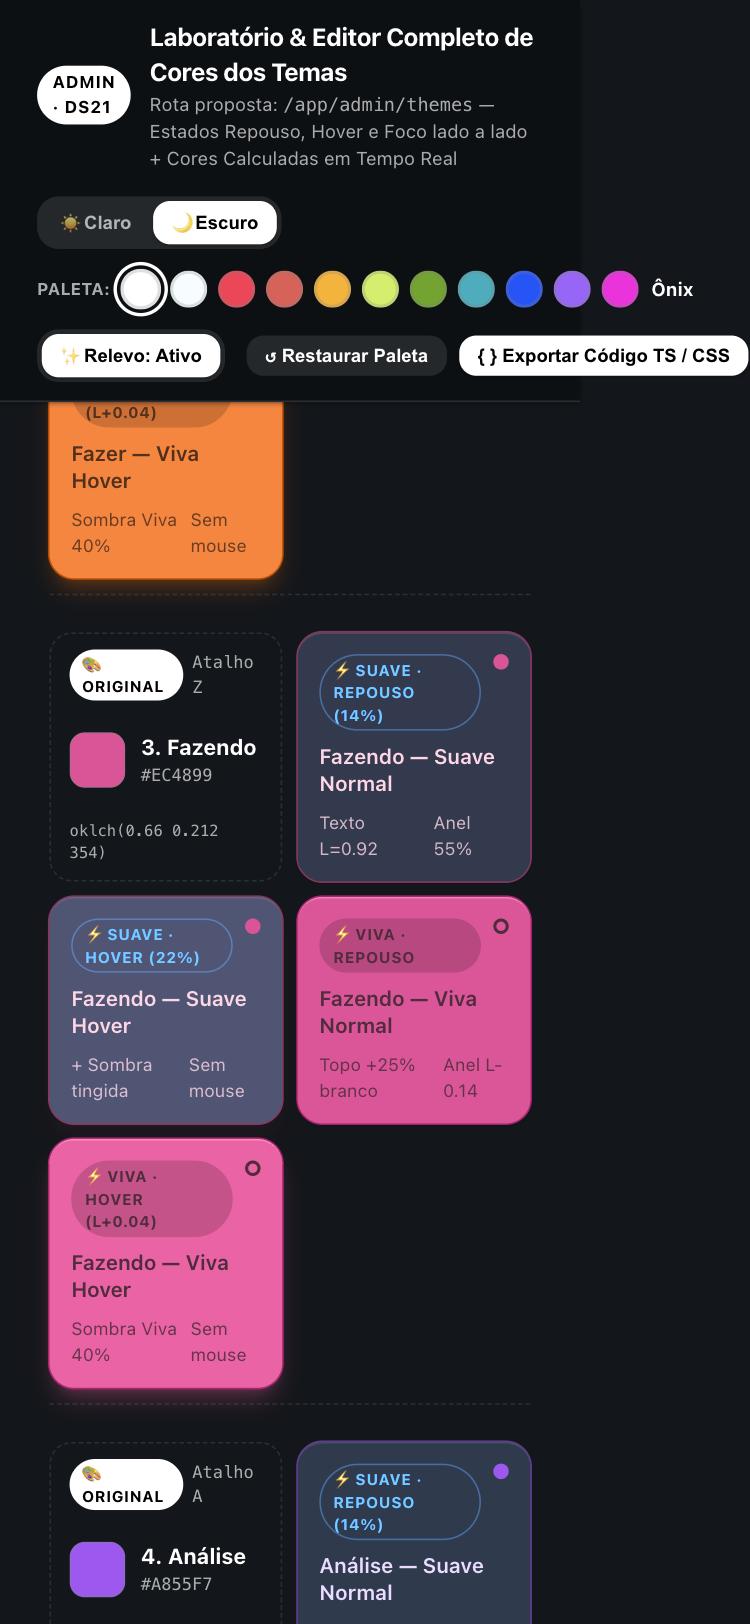 ADMIN
· DS21
Laboratório & Editor Completo de
Cores dos Temas
Rota proposta: /app/admin/themes —
Estados Repouso, Hover e Foco lado a lado
+ Cores Calculadas em Tempo Real
☀️ Claro
🌙 Escuro
PALETA:
Ônix
✨ Relevo: Ativo
↺ Restaurar Paleta
{ } Exportar Código TS / CSS
(L+0.04)
Fazer — Viva
Hover
Sombra Viva
40%
Sem
mouse
🎨
ORIGINAL
Atalho
Z
3. Fazendo
#EC4899
oklch(0.66 0.212
354)
⚡ SUAVE ·
REPOUSO
(14%)
Fazendo — Suave
Normal
Texto
L=0.92
Anel
55%
⚡ SUAVE ·
HOVER (22%)
Fazendo — Suave
Hover
+ Sombra
tingida
Sem
mouse
⚡ VIVA ·
REPOUSO
Fazendo — Viva
Normal
Topo +25%
branco
Anel L-
0.14
⚡ VIVA ·
HOVER
(L+0.04)
Fazendo — Viva
Hover
Sombra Viva
40%
Sem
mouse
🎨
ORIGINAL
Atalho
A
4. Análise
#A855F7
⚡ SUAVE ·
REPOUSO
(14%)
Análise — Suave
Normal